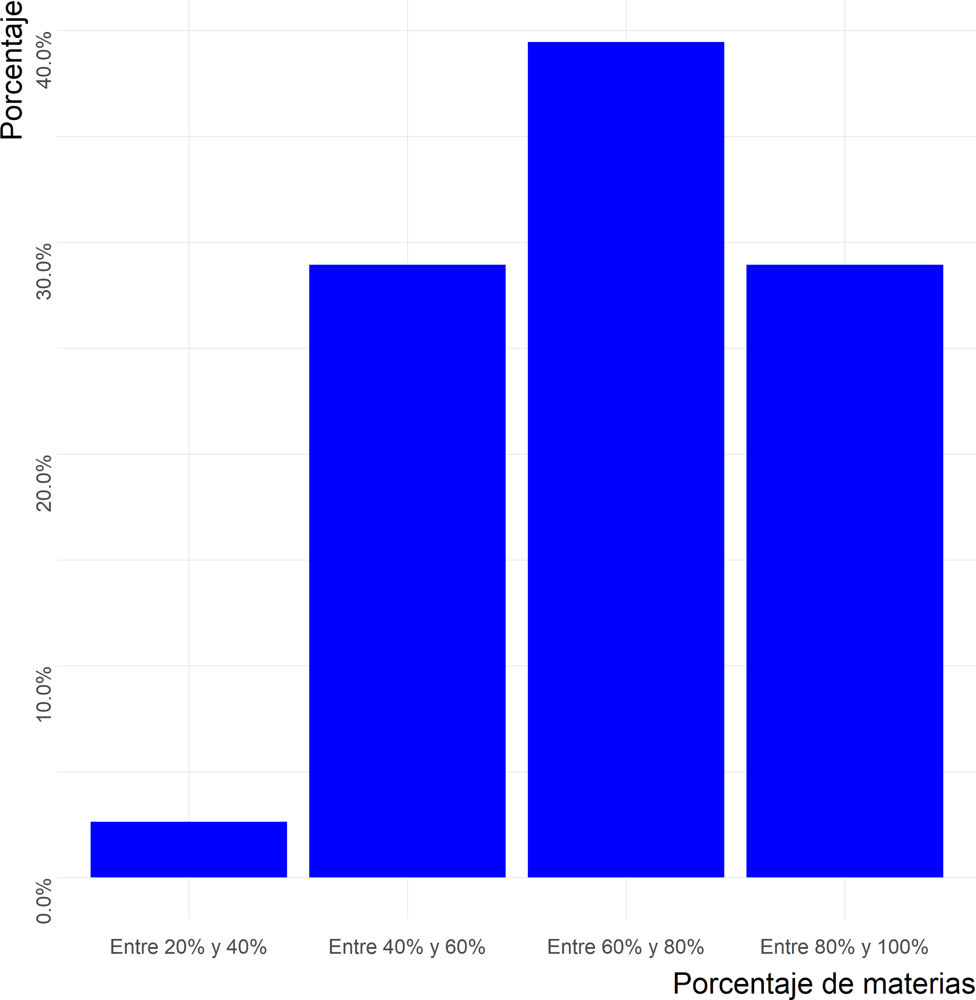 Porcentaje
40.0%
30.0%
20.0%
10.0%
0.0%
Entre 20% y 40%
Entre 40% y 60%
Entre 60% y 80%
Entre 80% y 100%
Porcentaje de materias